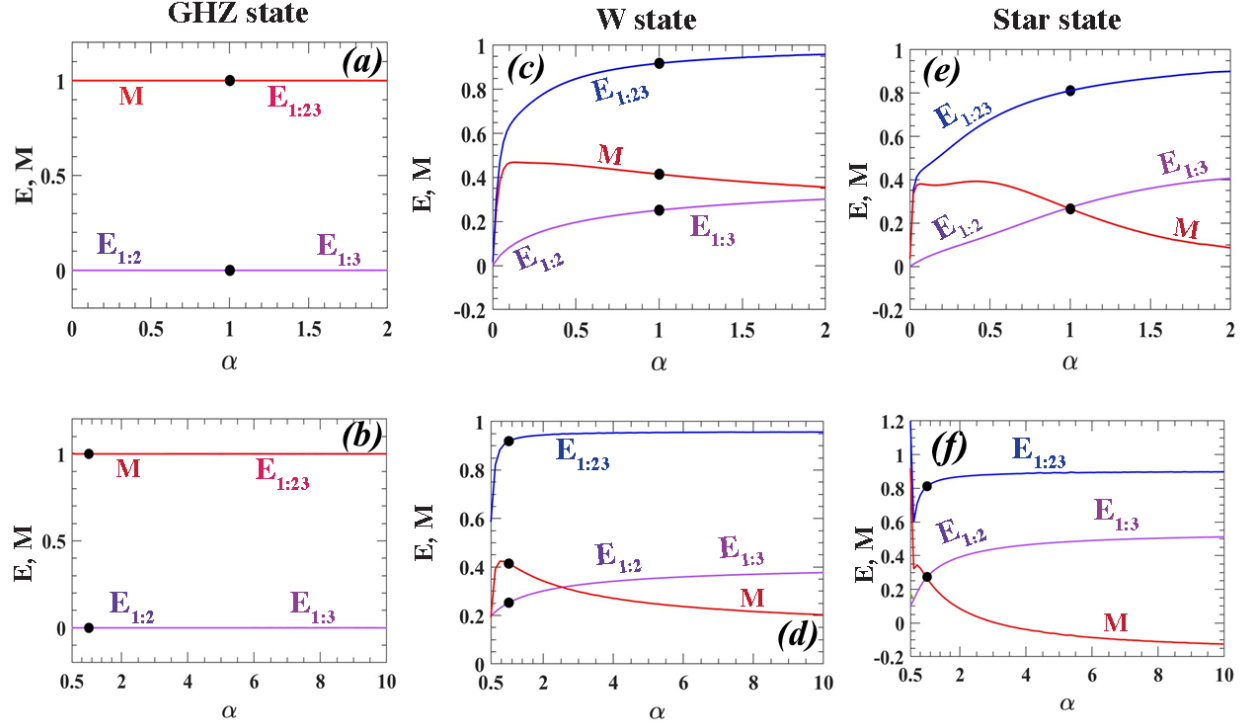 GHZ state
W state
Star state
(a)
M
E1:23
E1:2
E1:3
E, M
1
0.5
0
0
0.5
1
1.5
2
α
(c)
E1:23
M
E1:2
E1:3
E, M
1
0.8
0.6
0.4
0.2
0
-0.2
0
0.5
1
1.5
2
α
(e)
E1:23
E1:3
E1:2
M
E, M
1
0.8
0.6
0.4
0.2
0
-0.2
0
0.5
1
1.5
2
α
(b)
M
E1:23
E1:2
E1:3
E, M
1
0.5
0
0.5
2
4
6
8
10
α
E1:23
E1:2
E1:3
M
(d)
E, M
1
0.8
0.6
0.4
0.2
0
0.5
2
4
6
8
10
α
(f)
E1:23
E1:2
E1:3
M
E, M
1.2
1
0.8
0.6
0.4
0.2
0
-0.2
0.5
2
4
6
8
10
α